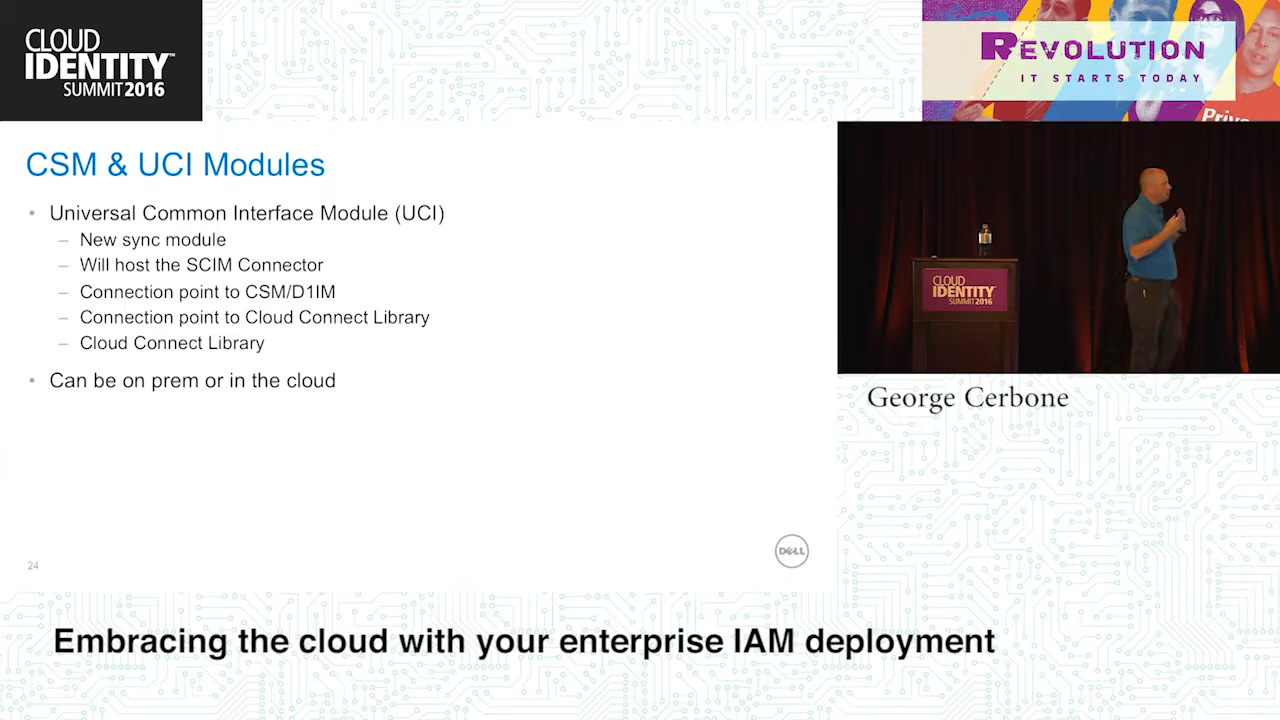 CLOUD
IDENTITY™
SUMMIT 2016
REVOLUTION
IT STARTS TODAY
CSM & UCI Modules
• Universal Common Interface Module (UCI)
– New sync module
– Will host the SCIM Connector
– Connection point to CSM/D1IM
– Connection point to Cloud Connect Library
– Cloud Connect Library
• Can be on prem or in the cloud
24
DELL
CLOUD
IDENTITY
SUMMIT 2016
George Cerbone
Embracing the cloud with your enterprise IAM deployment